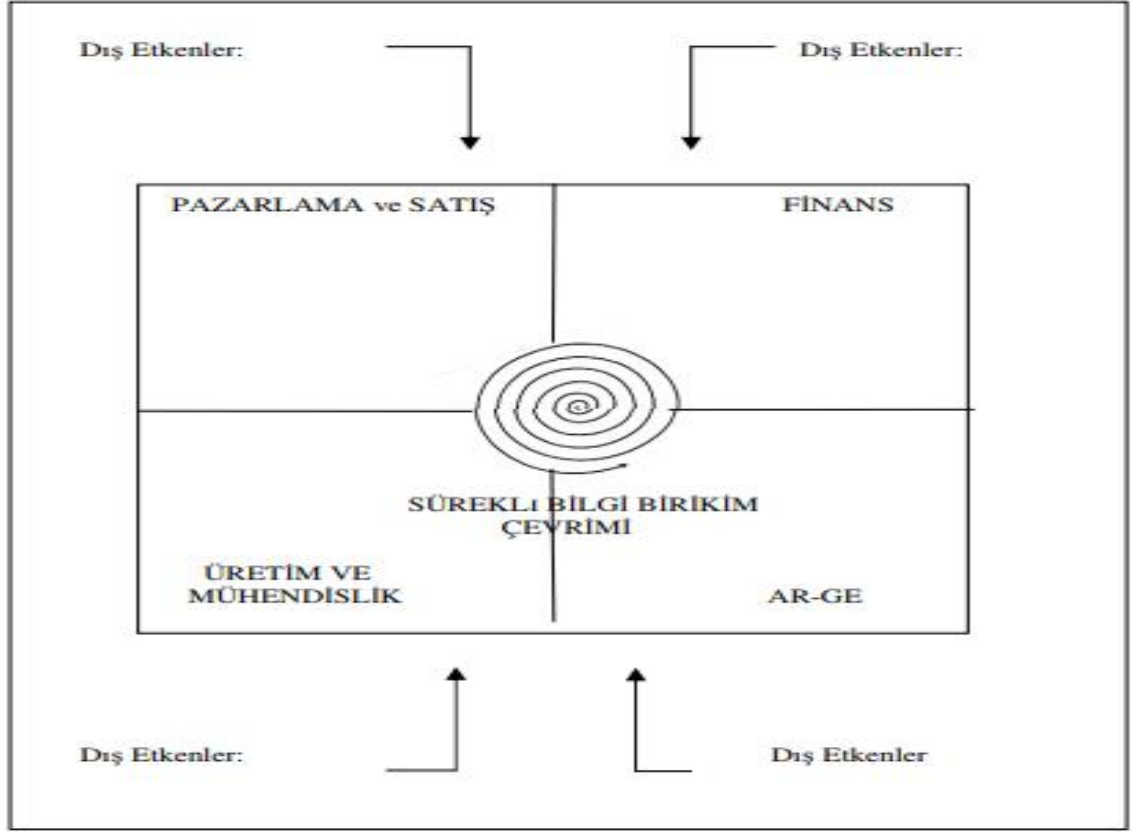 Dış Etkenler:
Dış Etkenler:
PAZARLAMA ve SATIŞ
FİNANS
SÜREKLı BİLGİ BİRİKİM
ÇEVRİMİ
ÜRETİM VE
MÜHENDİSLİK
AR-GE
Dış Etkenler:
Dış Etkenler